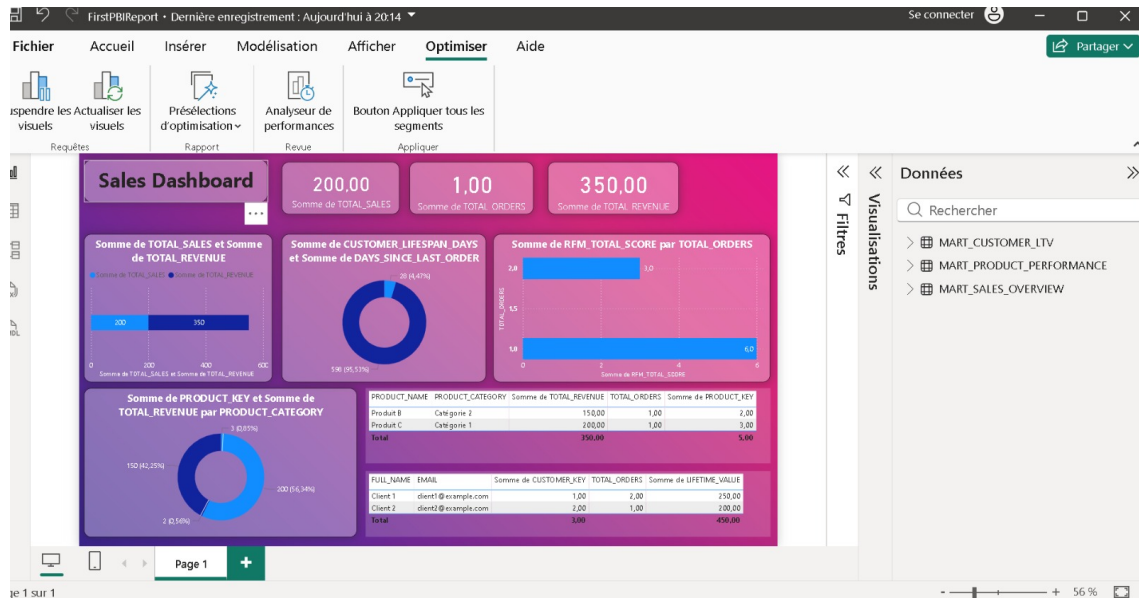 FirstPBIReport • Dernière enregistrement : Aujourd'hui à 20:14
Se connecter
Fichier Accueil Insérer Modélisation Afficher Optimiser Aide
Partager
uspendre les visuels
Actualiser les visuels
Présélections d'optimisation
Analyseur de performances
Bouton Appliquer tous les segments
Requêtes
Rapport
Revue
Appliquer
Sales Dashboard
200,00
Somme de TOTAL_SALES
1,00
Somme de TOTAL ORDERS
350,00
Somme de TOTAL REVENUE
Somme de TOTAL_SALES et Somme
de TOTAL_REVENUE
Somme de TOTAL_SALES Somme de TOTAL_REVENUE
200 350
0 200 400 600
Somme de TOTAL_SALES et Somme de TOTAL_REVENUE
Somme de CUSTOMER_LIFESPAN_DAYS
et Somme de DAYS_SINCE_LAST_ORDER
28 (4,47%)
598 (95,53%)
Somme de RFM_TOTAL_SCORE par TOTAL_ORDERS
TOTAL_ORDERS
2,0
3,0
1,5
1,0
6,0
0 2 4 6
Somme de RFM_TOTAL_SCORE
Somme de PRODUCT_KEY et Somme de
TOTAL_REVENUE par PRODUCT_CATEGORY
3 (0,85%)
150 (42,25%)
200 (56,34%)
2 (0,56%)
PRODUCT_NAME PRODUCT_CATEGORY Somme de TOTAL_REVENUE TOTAL_ORDERS Somme de PRODUCT_KEY
Produit B Catégorie 2 150,00 1,00 2,00
Produit C Catégorie 1 200,00 1,00 3,00
Total 350,00 5,00
FULL_NAME EMAIL Somme de CUSTOMER_KEY TOTAL_ORDERS Somme de LIFETIME_VALUE
Client 1 client1@example.com 1,00 2,00 250,00
Client 2 client2@example.com 2,00 1,00 200,00
Total 3,00 450,00
Filtres
Visualisations
Données
Rechercher
MART_CUSTOMER_LTV
MART_PRODUCT_PERFORMANCE
MART_SALES_OVERVIEW
Page 1
ge 1 sur 1
56 %